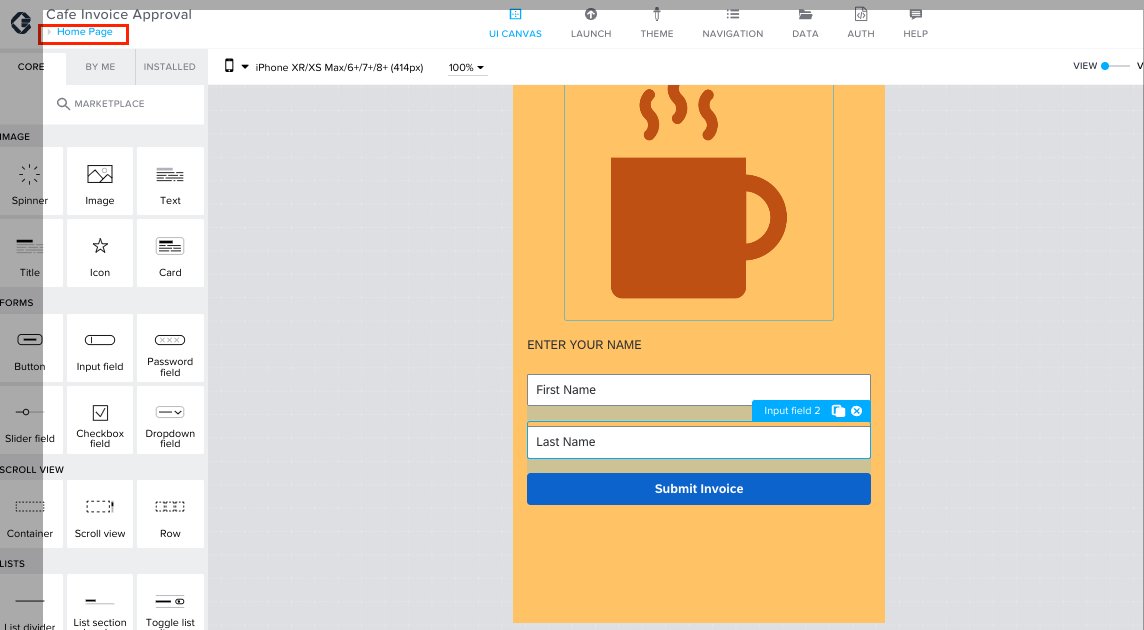 Cafe Invoice Approval
Home Page
UI CANVAS
LAUNCH
THEME
NAVIGATION
DATA
AUTH
HELP
CORE
BY ME
INSTALLED
iPhone XR/XS Max/6+/7+/8+ (414px)
100%
VIEW
V
MARKETPLACE
IMAGE
Spinner
Image
Text
Title
Icon
Card
FORMS
Button
Input field
Password
field
Slider field
Checkbox
field
Dropdown
field
SCROLL VIEW
Container
Scroll view
Row
LISTS
List divider
List section
Toggle list
ENTER YOUR NAME
First Name
Input field 2
Last Name
Submit Invoice